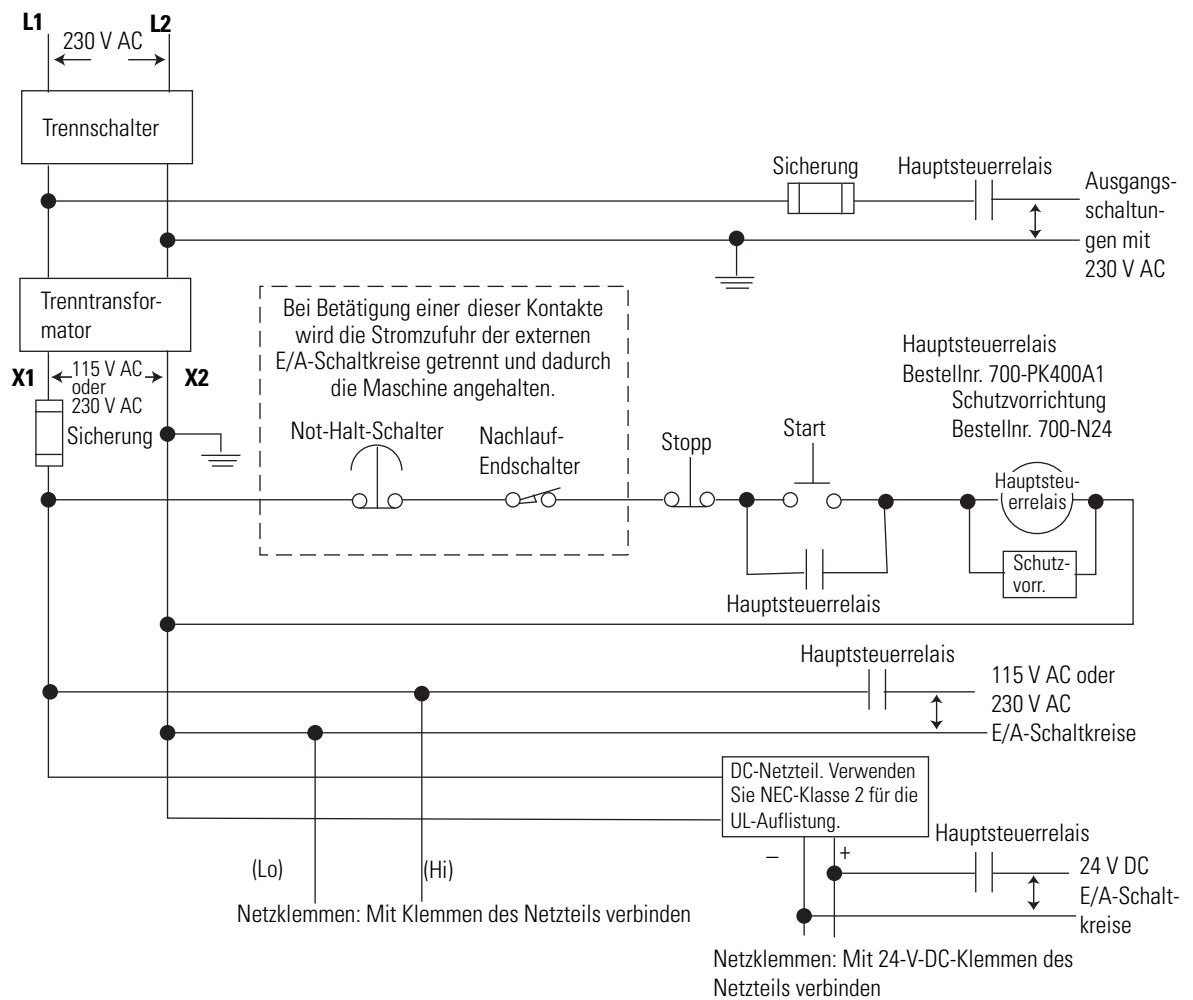 L1
L2
230 V AC
Trennschalter
Sicherung
Hauptsteuerrelais
Ausgangs-
schaltun-
gen mit
230 V AC
Trenntransfor-
mator
Bei Betätigung einer dieser Kontakte
wird die Stromzufuhr der externen
E/A-Schaltkreise getrennt und dadurch
die Maschine angehalten.
Hauptsteuerrelais
Bestellnr. 700-PK400A1
Schutzvorrichtung
Bestellnr. 700-N24
X1
115 V AC
oder
230 V AC
X2
Sicherung
Not-Halt-Schalter
Nachlauf-
Endschalter
Stopp
Start
Hauptsteu-
errelais
Schutz-
vorr.
Hauptsteuerrelais
Hauptsteuerrelais
115 V AC oder
230 V AC
E/A-Schaltkreise
DC-Netzteil. Verwenden
Sie NEC-Klasse 2 für die
UL-Auflistung.
Hauptsteuerrelais
– +
24 V DC
E/A-Schalt-
kreise
(Lo)
(Hi)
Netzklemmen: Mit Klemmen des Netzteils verbinden
Netzklemmen: Mit 24-V-DC-Klemmen des
Netzteils verbinden